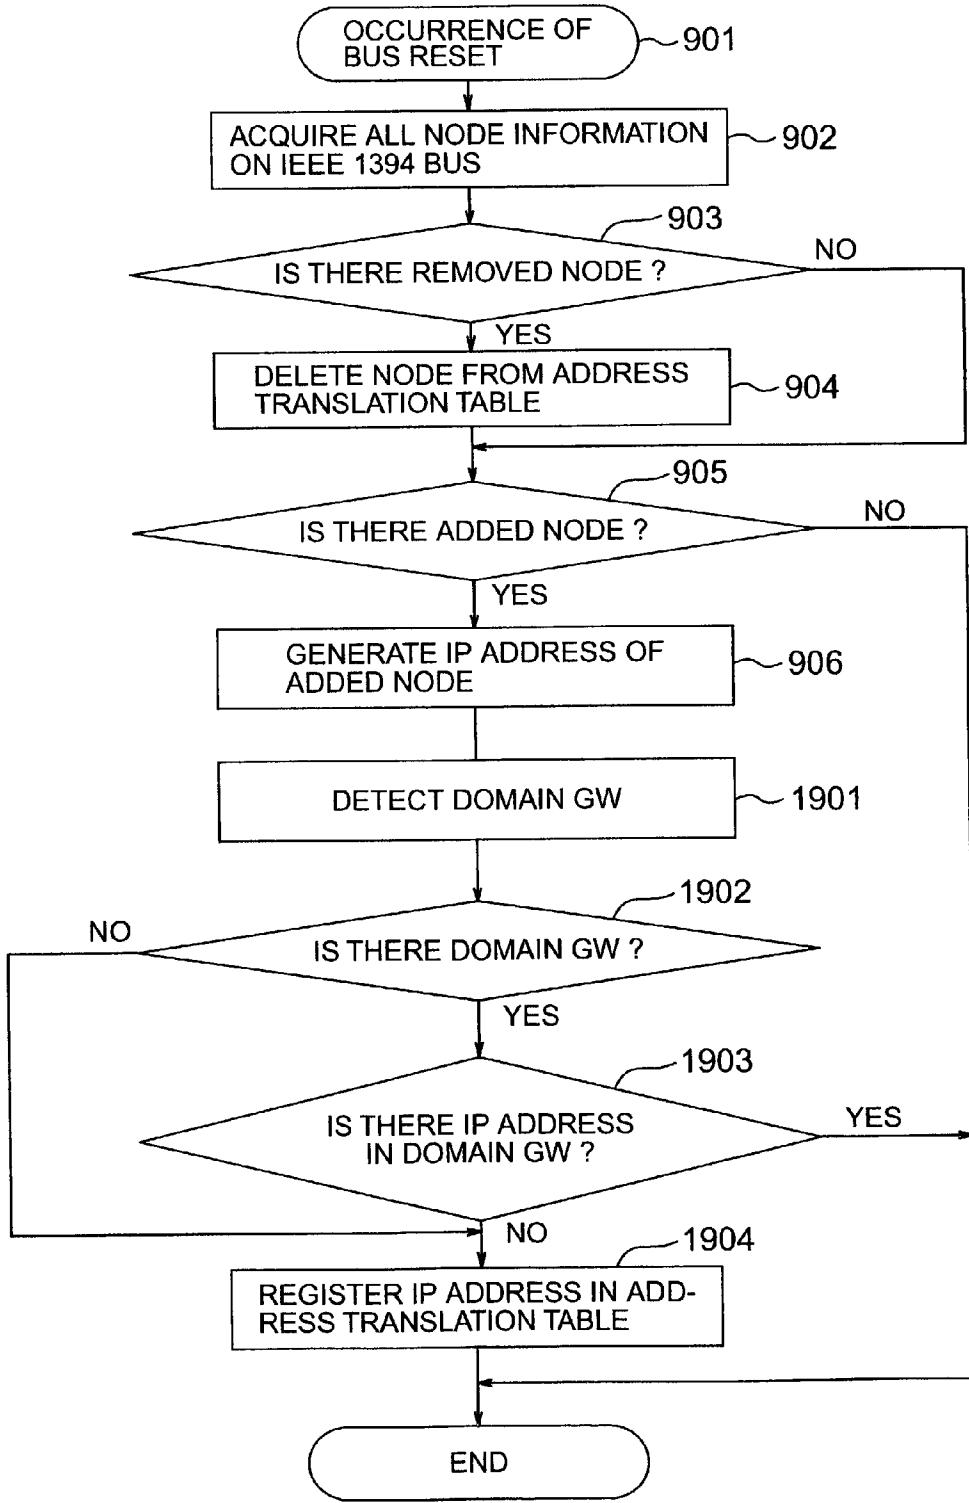 OCCURRENCE OF
BUS RESET
901
ACQUIRE ALL NODE INFORMATION
ON IEEE 1394 BUS
902
903
NO
IS THERE REMOVED NODE ?
YES
DELETE NODE FROM ADDRESS
TRANSLATION TABLE
904
905
NO
IS THERE ADDED NODE ?
YES
GENERATE IP ADDRESS OF
ADDED NODE
906
DETECT DOMAIN GW
1901
1902
NO
IS THERE DOMAIN GW ?
YES
1903
IS THERE IP ADDRESS
IN DOMAIN GW ?
YES
NO
1904
REGISTER IP ADDRESS IN ADD-
RESS TRANSLATION TABLE
END